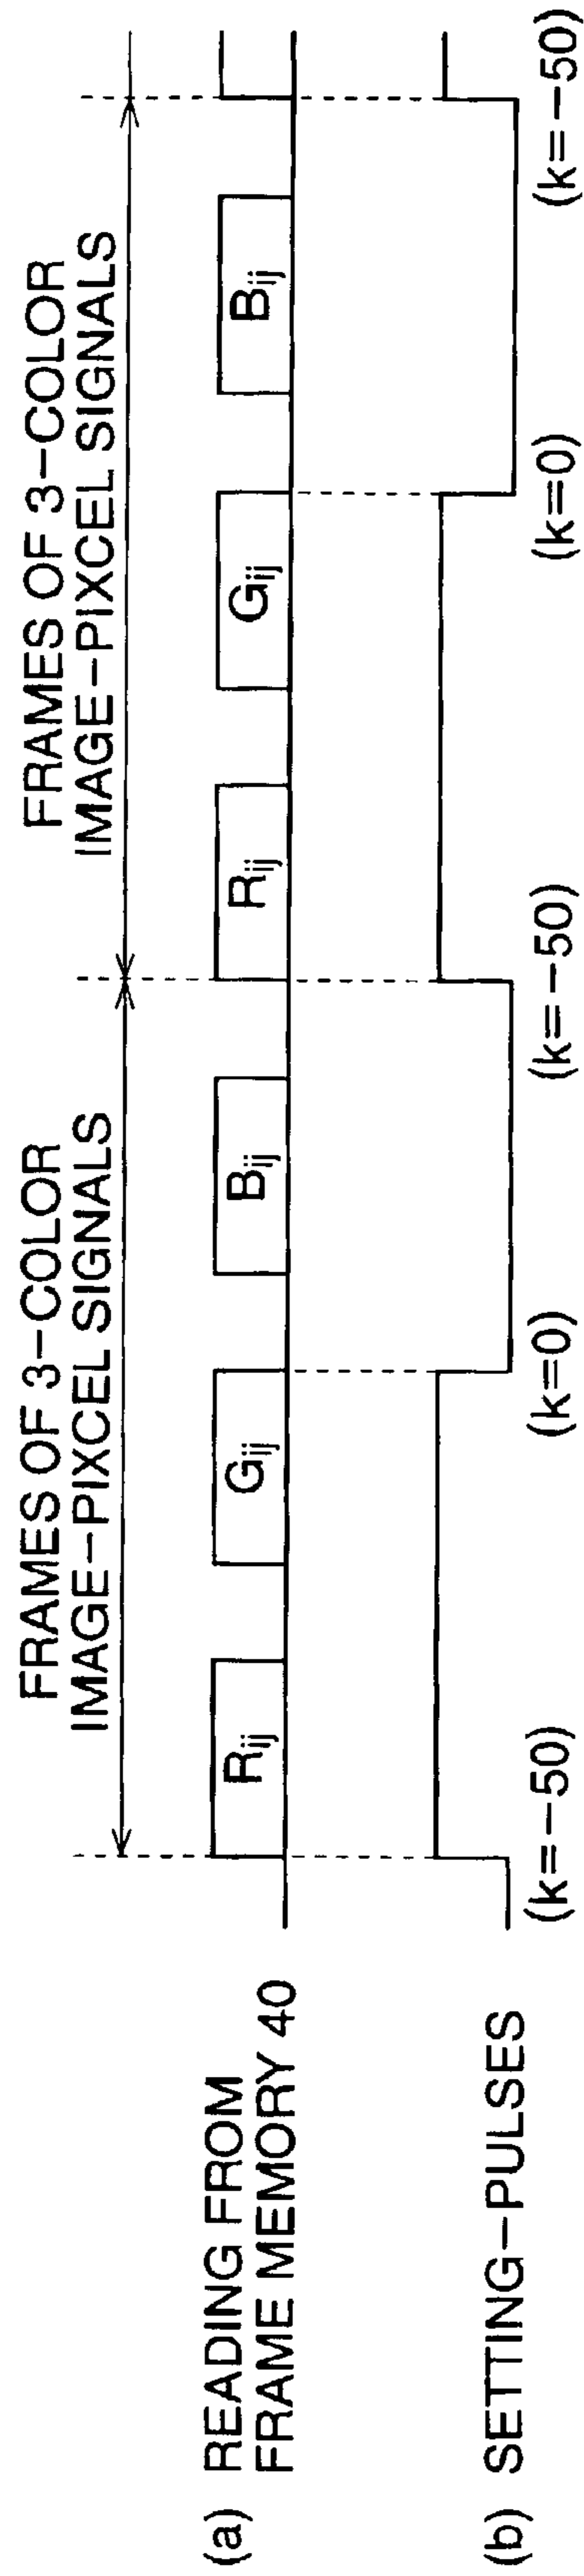 FRAMES OF 3-COLOR
IMAGE-PIXCEL SIGNALS
FRAMES OF 3-COLOR
IMAGE-PIXCEL SIGNALS
(a) READING FROM
FRAME MEMORY 40
Rij
Gij
Bij
Rij
Gij
Bij
(b) SETTING-PULSES
(k=-50)
(k=0)
(k=-50)
(k=0)
(k=-50)